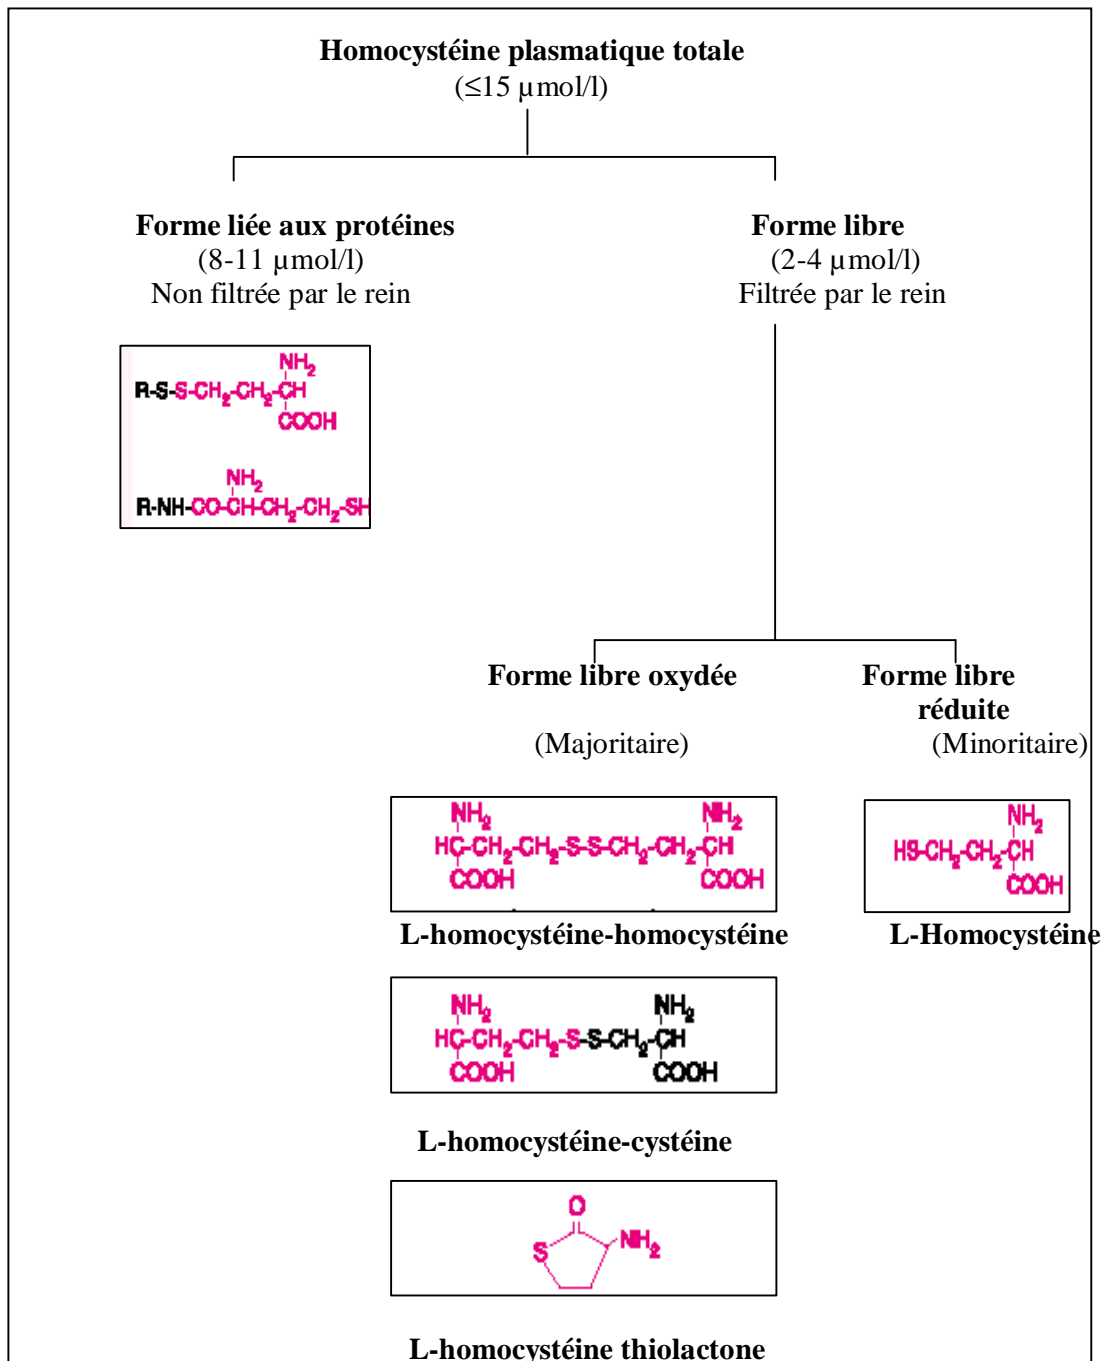 Homocystéine plasmatique totale
(≤15 µmol/l)
Forme liée aux protéines
(8-11 µmol/l)
Non filtrée par le rein
Forme libre
(2-4 µmol/l)
Filtrée par le rein
NH₂
R-S-S-CH₂-CH₂-CH
COOH
NH₂
R-NH-CO-CH-CH₂-CH₂-SH
Forme libre oxydée
(Majoritaire)
Forme libre
réduite
(Minoritaire)
NH₂ NH₂
HC-CH₂-CH₂-S-S-CH₂-CH₂-CH
COOH COOH
L-homocystéine-homocystéine
NH₂
HS-CH₂-CH₂-CH
COOH
L-Homocystéine
NH₂ NH₂
HC-CH₂-CH₂-S-S-CH₂-CH
COOH COOH
L-homocystéine-cystéine
O
S NH₂
L-homocystéine thiolactone